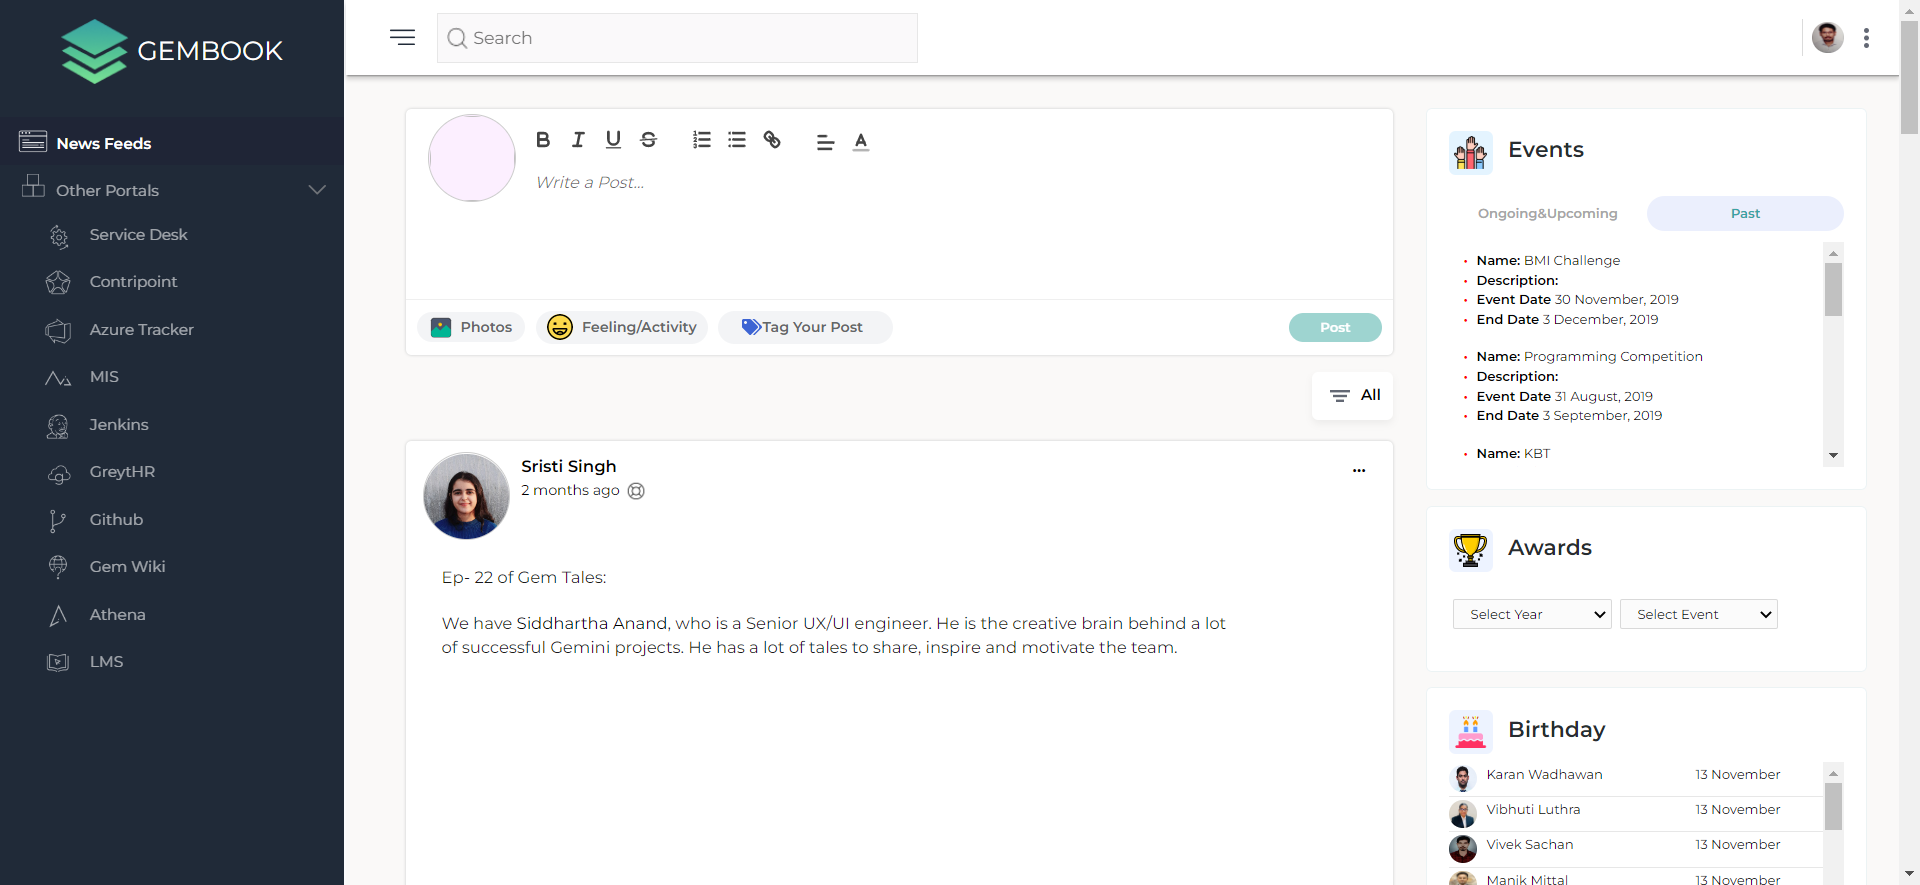 GEMBOOK
Search
News Feeds
Other Portals
Service Desk
Contripoint
Azure Tracker
MIS
Jenkins
GreytHR
Github
Gem Wiki
Athena
LMS
B I U S A
Write a Post...
Photos
Feeling/Activity
Tag Your Post
Post
All
Sristi Singh
2 months ago
Ep- 22 of Gem Tales:
We have Siddhartha Anand, who is a Senior UX/UI engineer. He is the creative brain behind a lot
of successful Gemini projects. He has a lot of tales to share, inspire and motivate the team.
Events
Ongoing&Upcoming Past
Name: BMI Challenge
Description:
Event Date 30 November, 2019
End Date 3 December, 2019
Name: Programming Competition
Description:
Event Date 31 August, 2019
End Date 3 September, 2019
Name: KBT
Awards
Select Year Select Event
Birthday
Karan Wadhawan 13 November
Vibhuti Luthra 13 November
Vivek Sachan 13 November
Manik Mittal 13 November